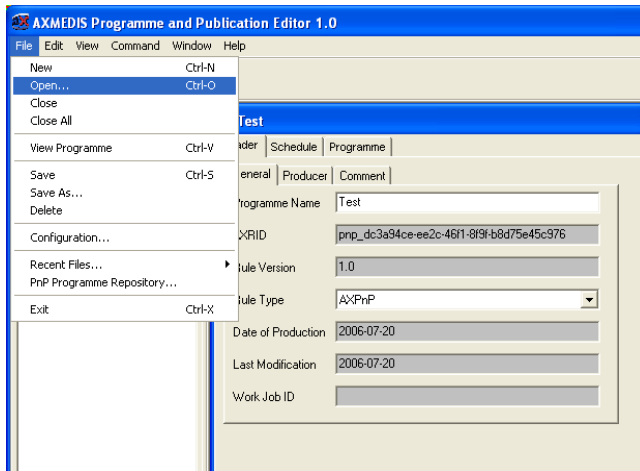 AXMEDIS Programme and Publication Editor 1.0
File Edit View Command Window Help
New Ctrl-N
Open... Ctrl-O
Close
Close All
View Programme Ctrl-V
Save Ctrl-S
Save As...
Delete
Configuration...
Recent Files...
PnP Programme Repository...
Exit Ctrl-X
Test
ader Schedule Programme
eneral Producer Comment
Programme Name Test
AXRID pnp_dc3a94ce-ee2c-46f1-8f9f-b8d75e45c976
Rule Version 1.0
Rule Type AXPnP
Date of Production 2006-07-20
Last Modification 2006-07-20
Work Job ID